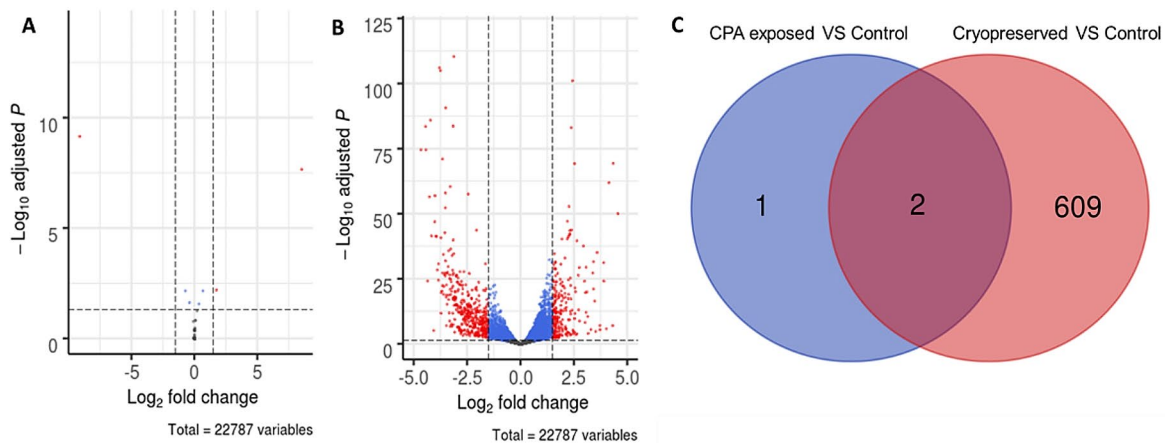 A
− Log10 adjusted P
10
5
0
-5
0
5
Log2 fold change
Total = 22787 variables
B
− Log10 adjusted P
125
100
75
50
25
0
-5.0
-2.5
0.0
2.5
5.0
Log2 fold change
Total = 22787 variables
C
CPA exposed VS Control
Cryopreserved VS Control
1
2
609